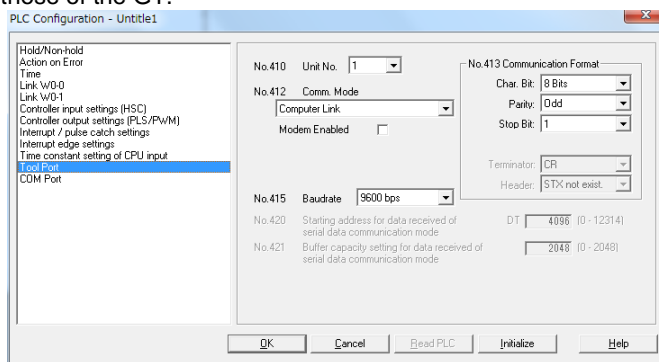 those of the GT.
PLC Configuration - Untitle1
Hold/Non-hold
Action on Error
Time
Link W0-0
Link W0-1
Controller input settings (HSC)
Controller output settings (PLS/PWM)
Interrupt / pulse catch settings
Interrupt edge settings
Time constant setting of CPU input
Tool Port
COM Port
No.410 Unit No. 1
No.412 Comm. Mode
Computer Link
Modem Enabled
No.413 Communication Format
Char. Bit: 8 Bits
Parity: Odd
Stop Bit: 1
Terminator: CR
Header: STX not exist.
No.415 Baudrate 9600 bps
No.420 Starting address for data received of
serial data communication mode
DT 4096 (0 - 12314)
No.421 Buffer capacity setting for data received of
serial data communication mode
2048 (0 - 2048)
OK Cancel Read PLC Initialize Help